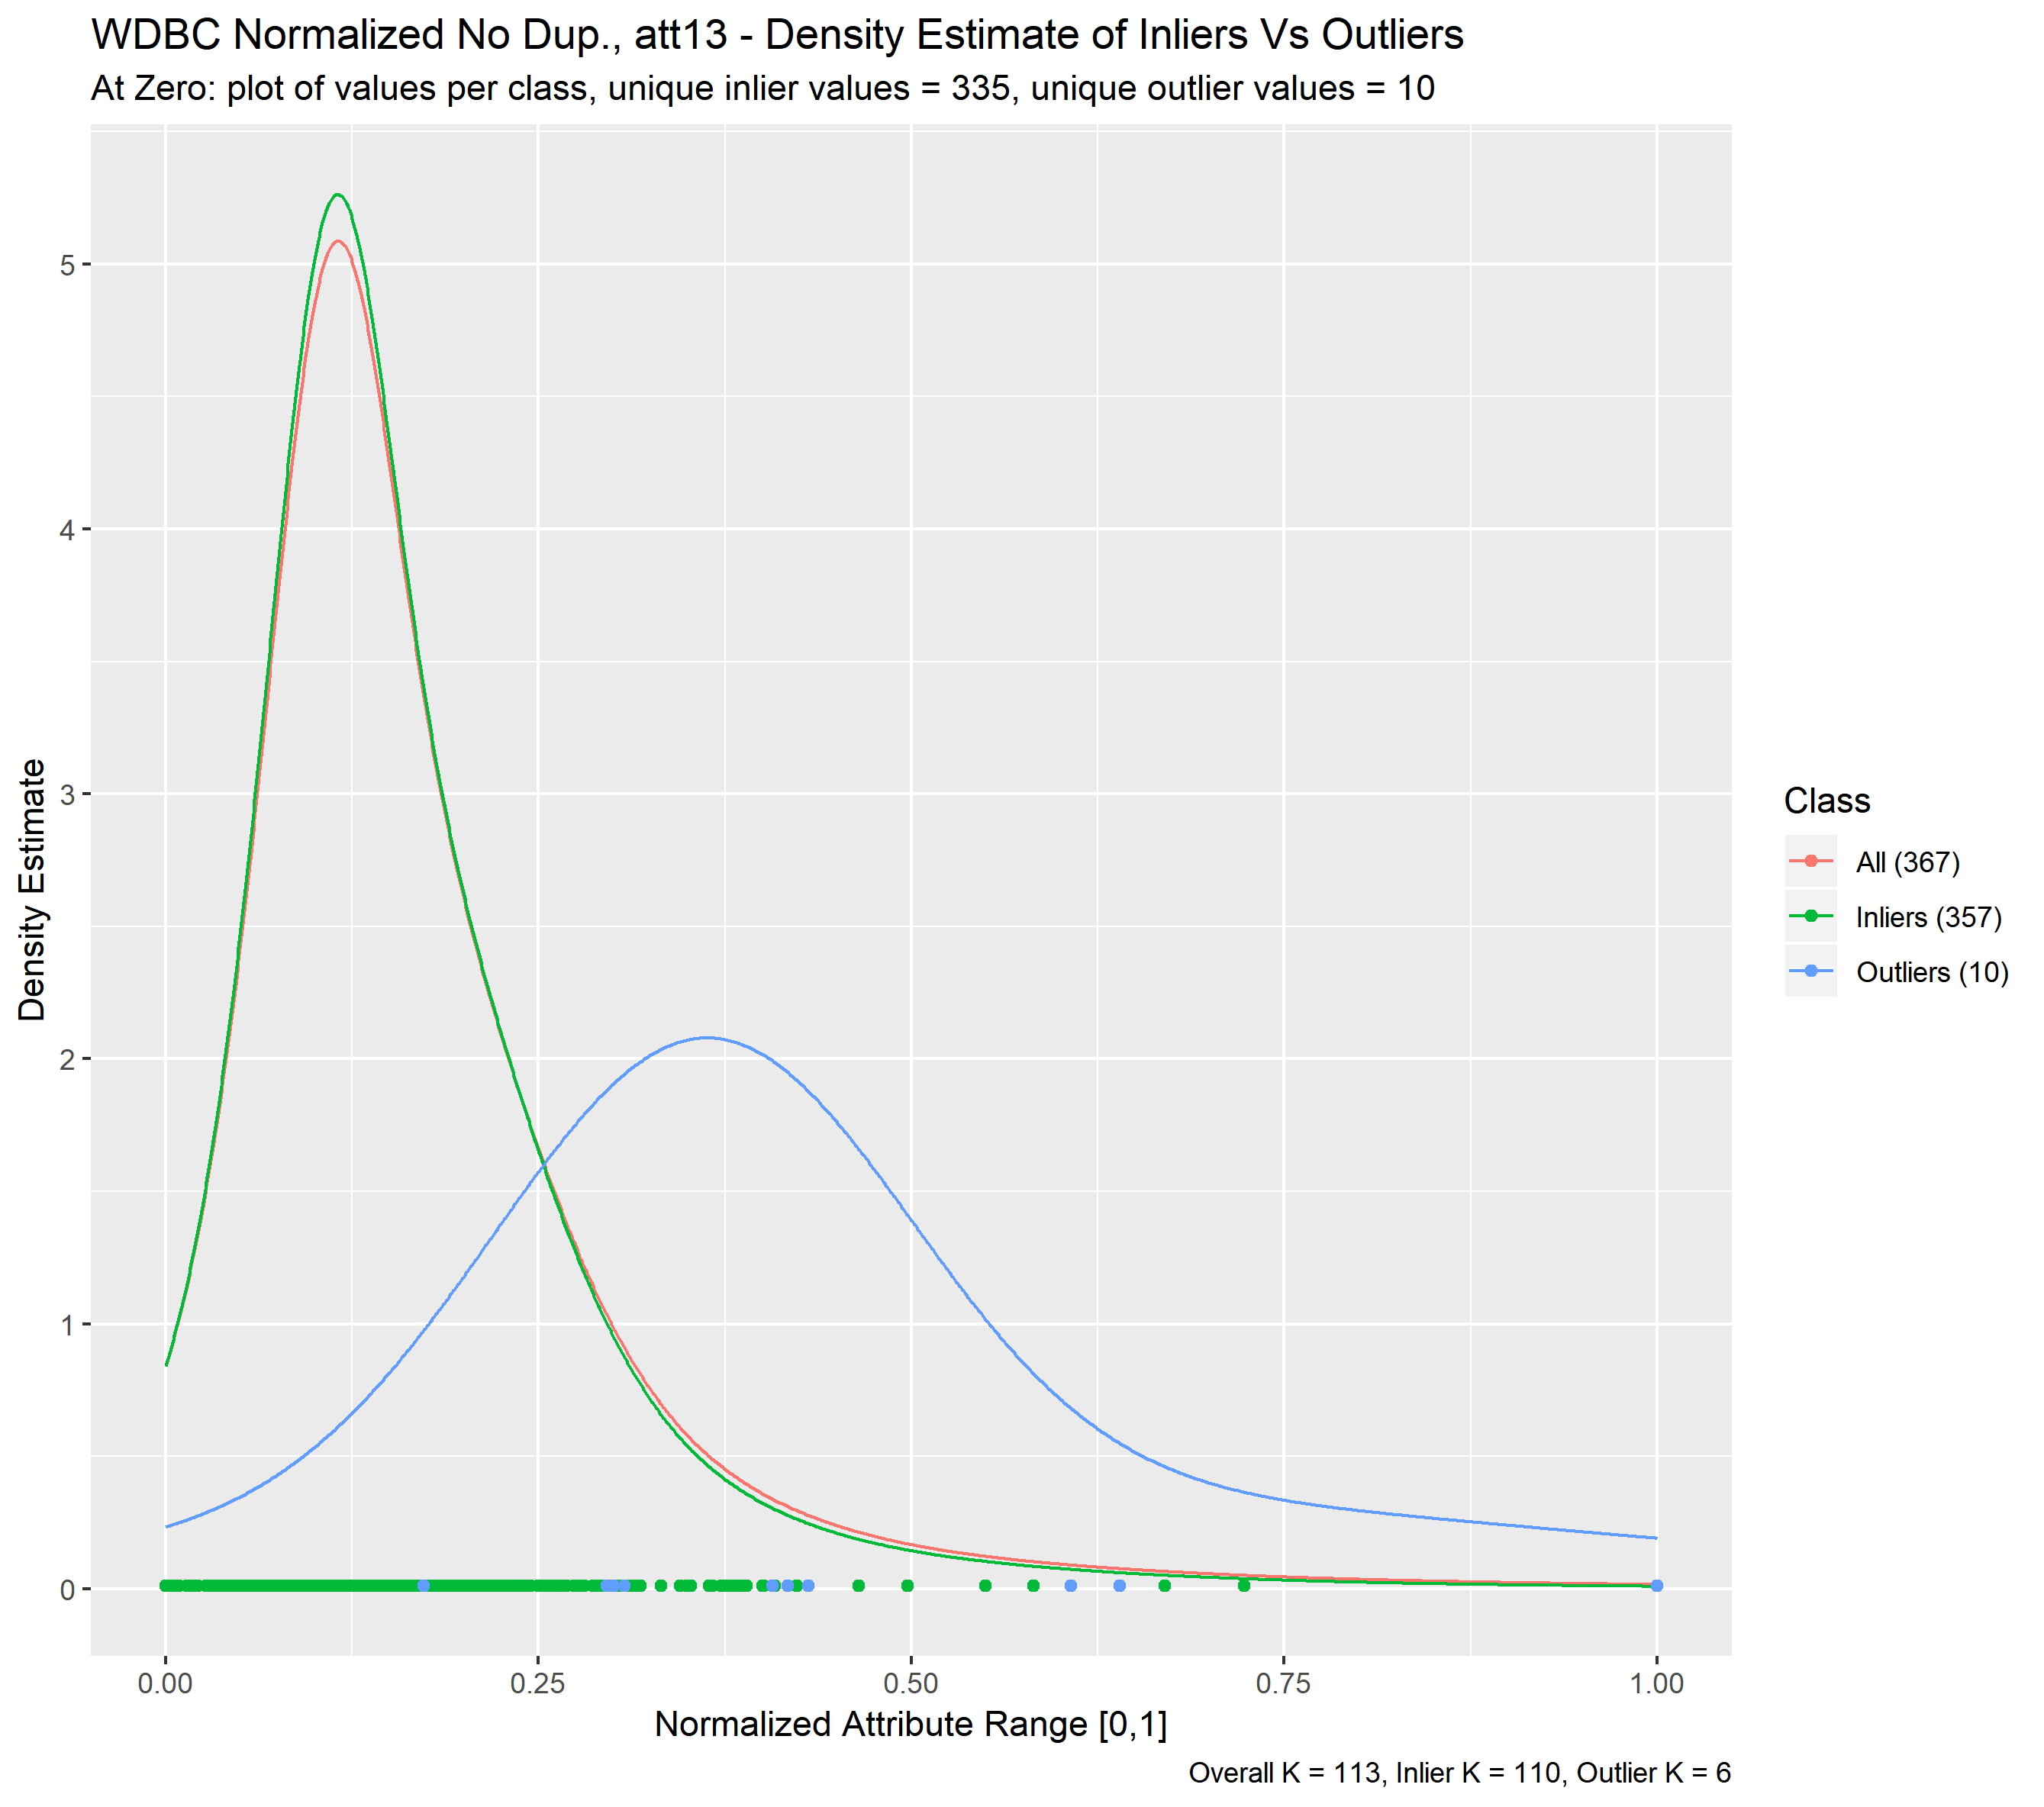 WDBC Normalized No Dup., att13 - Density Estimate of Inliers Vs Outliers
At Zero: plot of values per class, unique inlier values = 335, unique outlier values = 10
Density Estimate
5
4
3
2
1
0
0.00
0.25
0.50
0.75
1.00
Normalized Attribute Range [0,1]
Overall K = 113, Inlier K = 110, Outlier K = 6
Class
All (367)
Inliers (357)
Outliers (10)